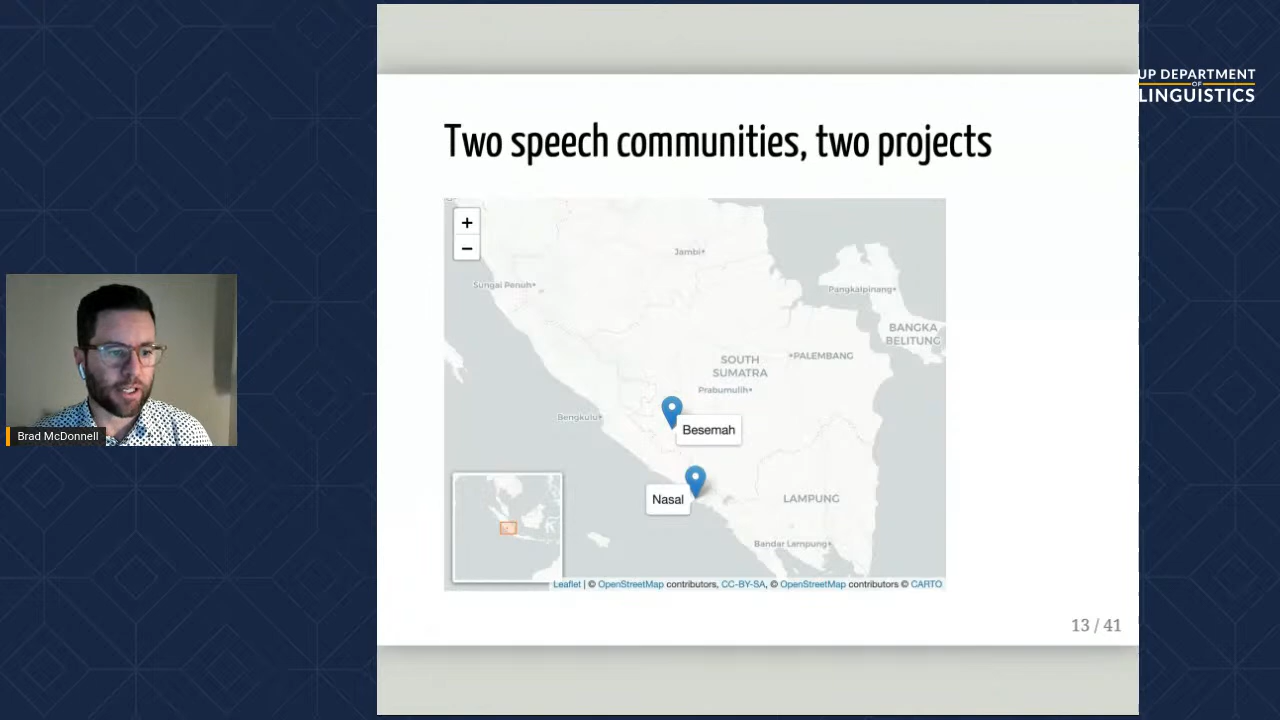 UP DEPARTMENT
OF
LINGUISTICS
Two speech communities, two projects
+
−
Jambi
Sungai Penuh
Pangkalpinang
BANGKA
BELITUNG
SOUTH
SUMATRA
PALEMBANG
Prabumulih
Bengkulu
Besemah
Nasal
LAMPUNG
Bandar Lampung
Leaflet | © OpenStreetMap contributors, CC-BY-SA, © OpenStreetMap contributors © CARTO
13 / 41
Brad McDonnell